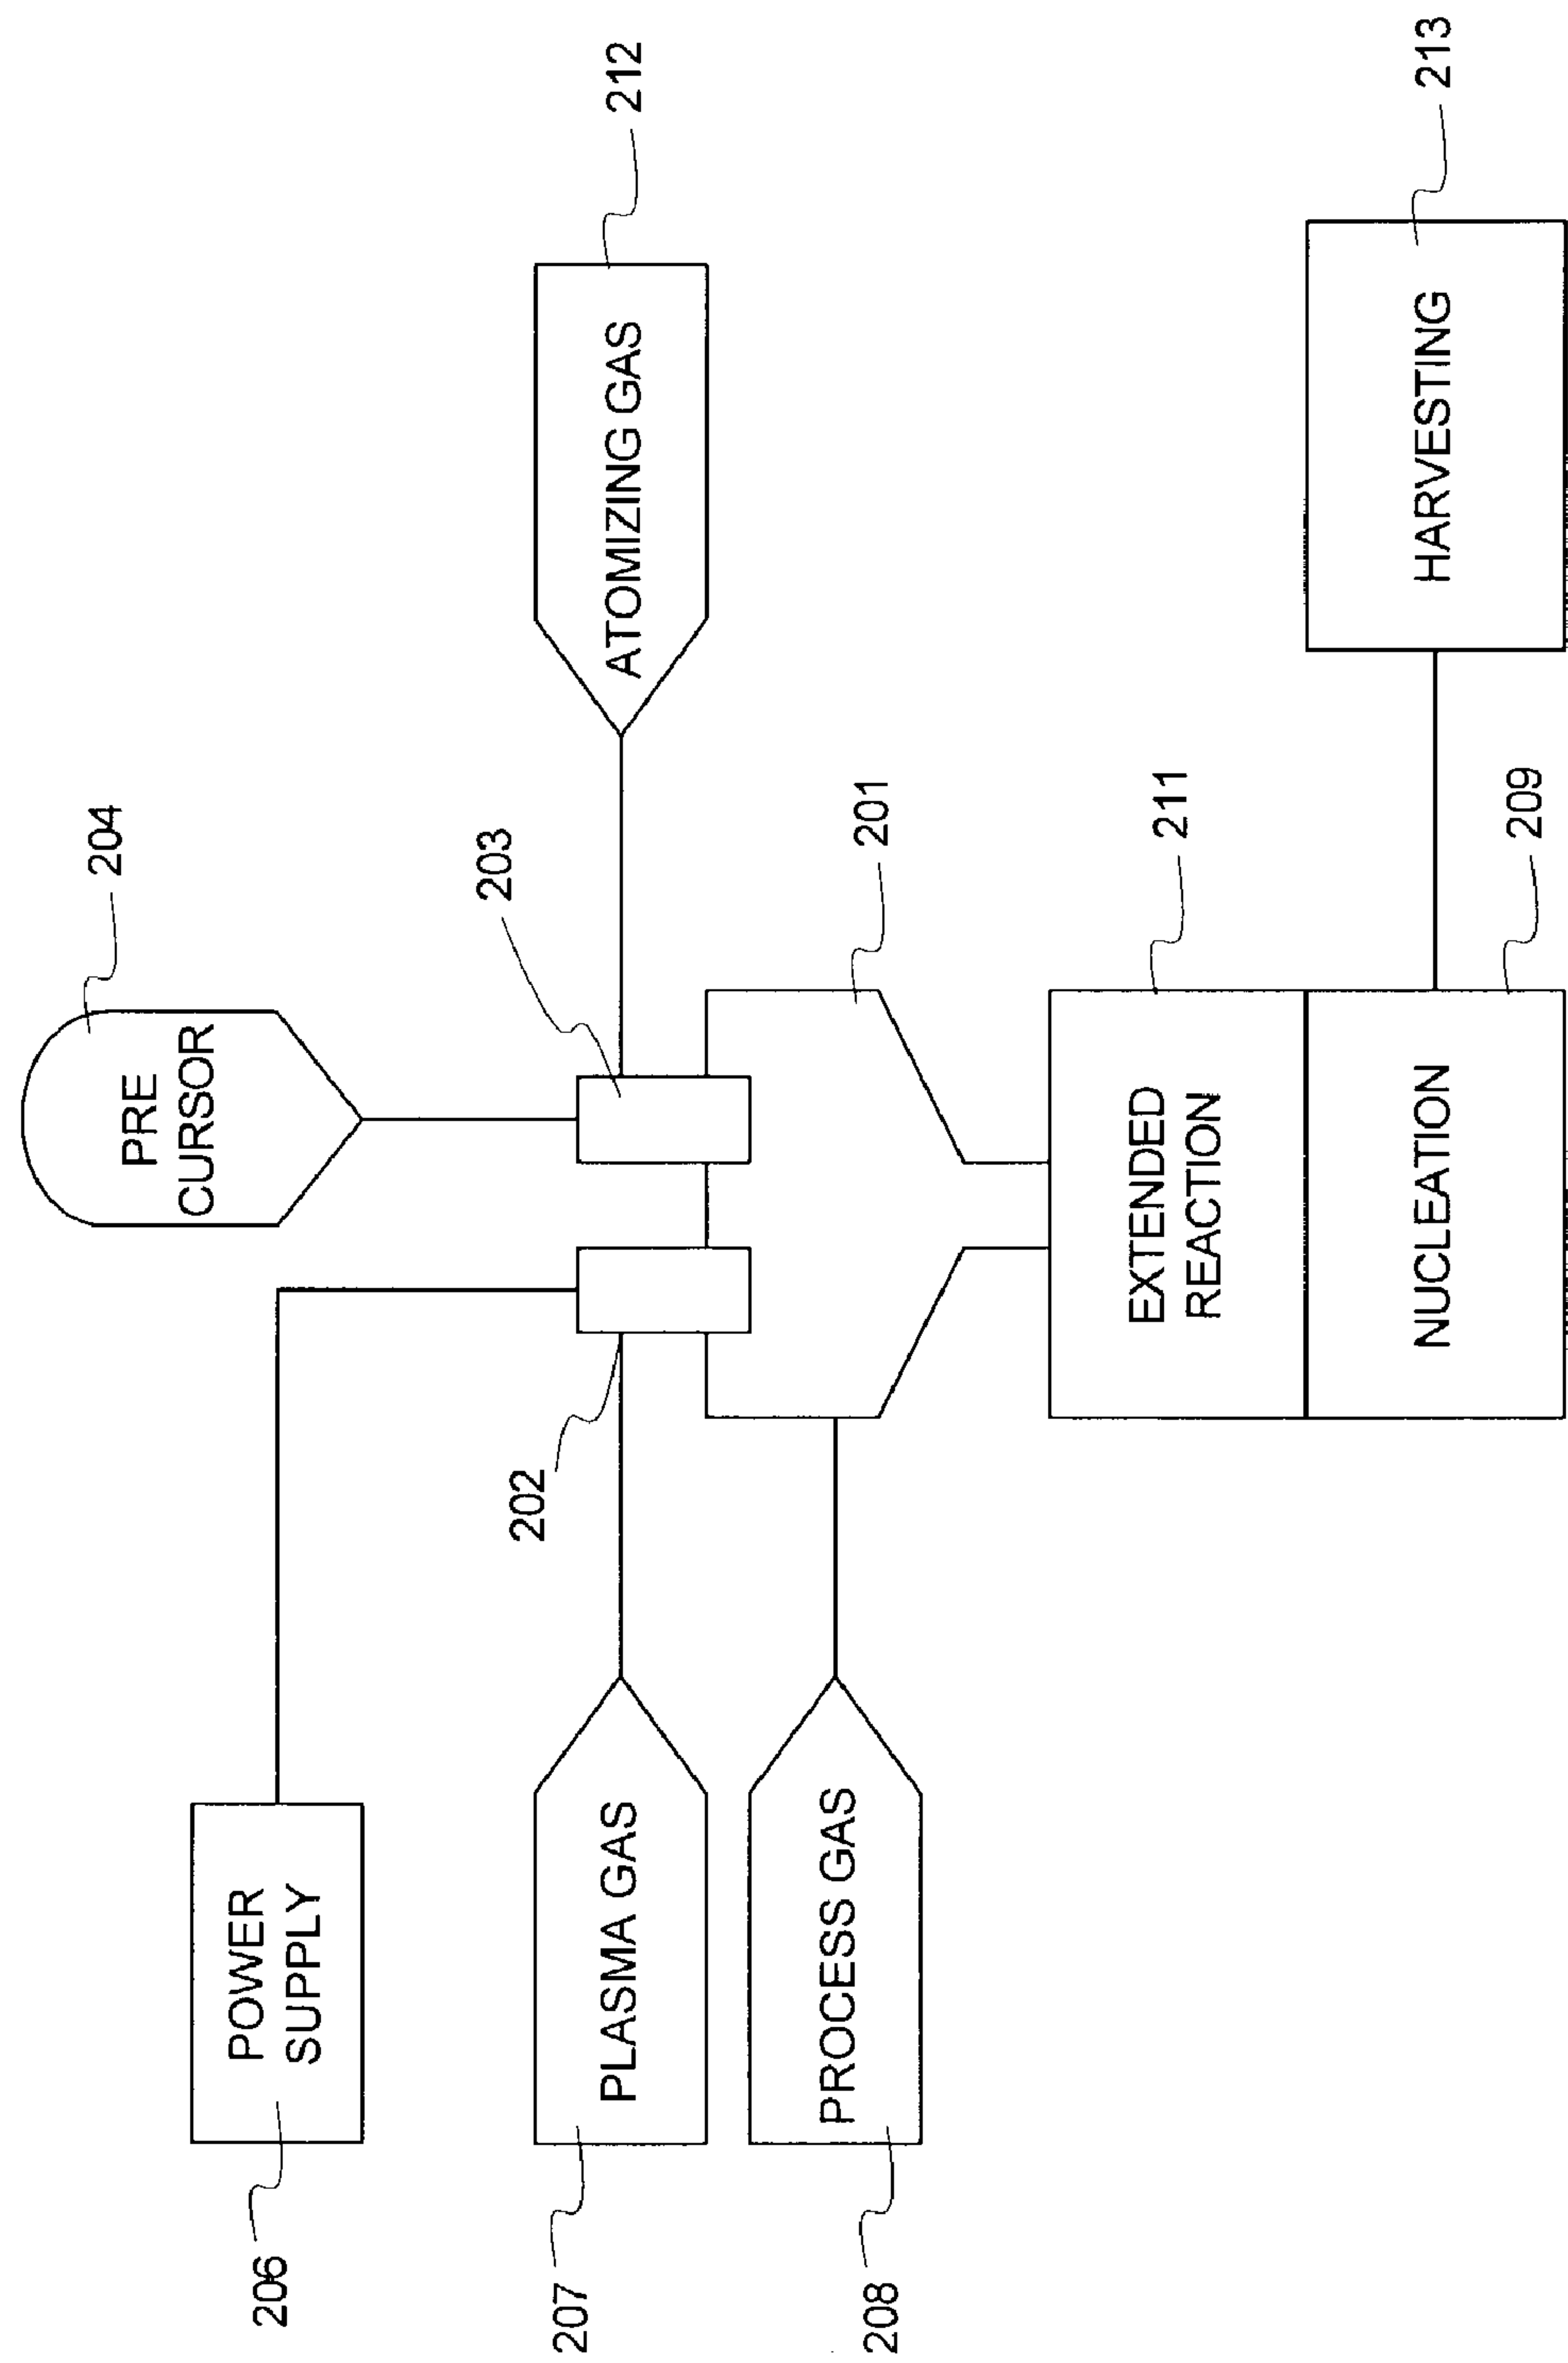 204
PRE
CURSOR
POWER
SUPPLY
206
203
202
212
ATOMIZING GAS
PLASMA GAS
207
201
PROCESS GAS
208
211
EXTENDED
REACTION
213
HARVESTING
NUCLEATION
209